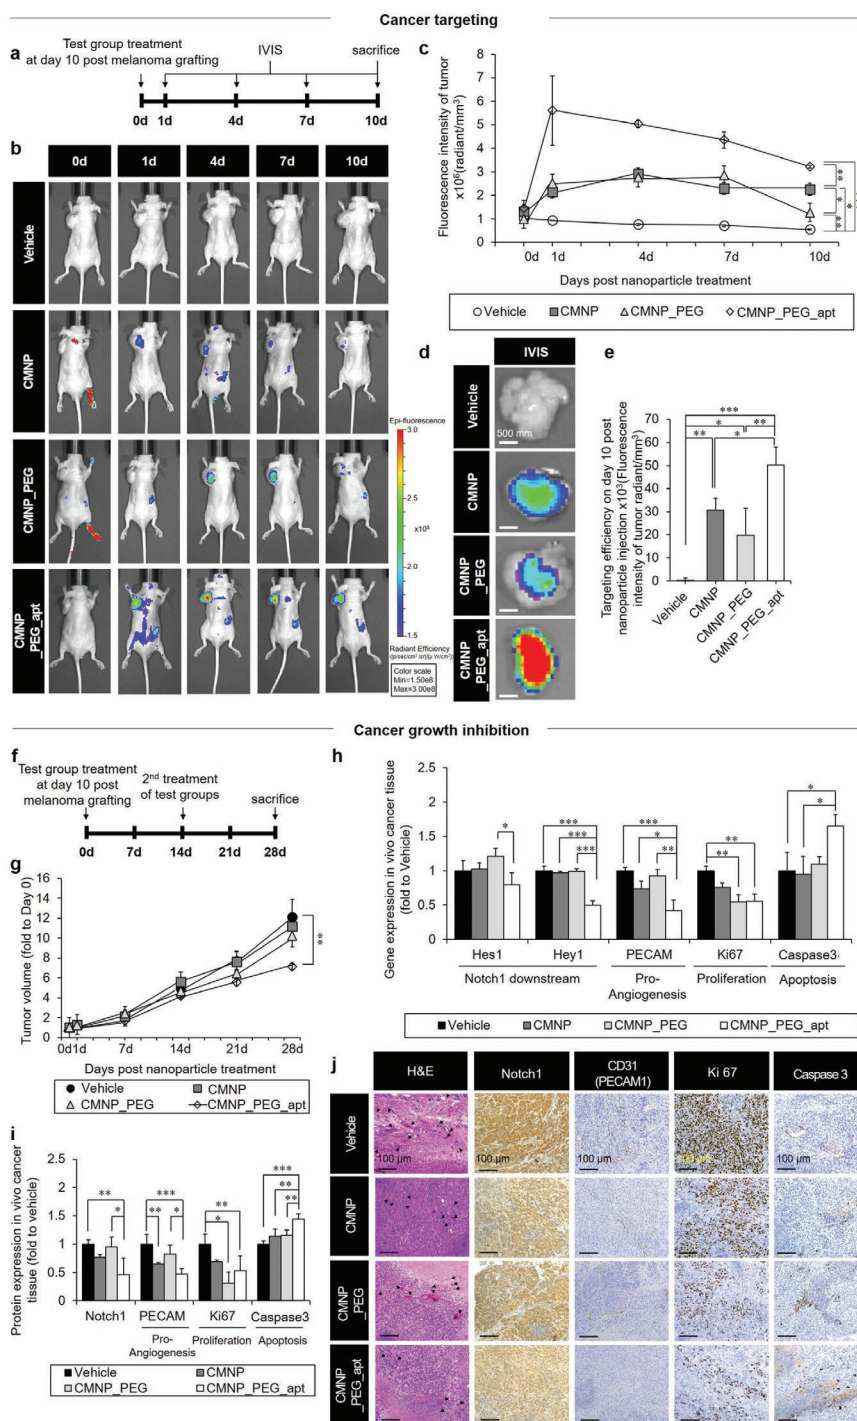 Cancer targeting
a
Test group treatment
at day 10 post melanoma grafting
IVIS
sacrifice
0d 1d 4d 7d 10d
b
0d 1d 4d 7d 10d
Vehicle
CMNP
CMNP_PEG
CMNP
_PEG_apt
Epi-fluorescence
3.0
2.5
2.0
1.5
Radiant Efficiency
Color scale
Min=1.50e8
Max=3.00e8
c
Fluorescence intensity of tumor
x10⁶(radiant/mm³)
8
7
6
5
4
3
2
1
0
0d 1d 4d 7d 10d
** * ** *
Days post nanoparticle treatment
Vehicle CMNP CMNP_PEG CMNP_PEG_apt
d
IVIS
Vehicle
500 mm
CMNP
CMNP
_PEG
CMNP
_PEG_apt
e
Targeting efficiency on day 10 post
nanoparticle injection x10³(Fluorescence
intensity of tumor radiant/mm³)
70
60
50
40
30
20
10
0
***
* **
** *
Vehicle CMNP CMNP_PEG CMNP_PEG_apt
Cancer growth inhibition
f
Test group treatment
at day 10 post
melanoma grafting
2nd treatment
of test groups
sacrifice
0d 7d 14d 21d 28d
g
Tumor volume (fold to Day 0)
16
14
12
10
8
6
4
2
0
**
0d 1d 7d 14d 21d 28d
Days post nanoparticle treatment
Vehicle CMNP
CMNP_PEG CMNP_PEG_apt
h
Gene expression in vivo cancer tissue
(fold to Vehicle)
2.5
2
1.5
1
0.5
0
*
*** *** ***
*** * **
** **
* *
Hes1 Hey1 PECAM Ki67 Caspase3
Notch1 downstream Pro-
Angiogenesis
Proliferation Apoptosis
Vehicle CMNP CMNP_PEG CMNP_PEG_apt
i
Protein expression in vivo cancer
tissue (fold to vehicle)
2.5
2
1.5
1
0.5
0
** *
*** ** *
** *
*** ** **
Notch1 PECAM Ki67 Caspase3
Pro-
Angiogenesis
Proliferation Apoptosis
Vehicle CMNP
CMNP_PEG CMNP_PEG_apt
j
H&E Notch1 CD31
(PECAM1)
Ki 67 Caspase 3
Vehicle
100 µm 100 µm 100 µm 100 µm
CMNP
CMNP
_PEG
CMNP
_PEG_apt